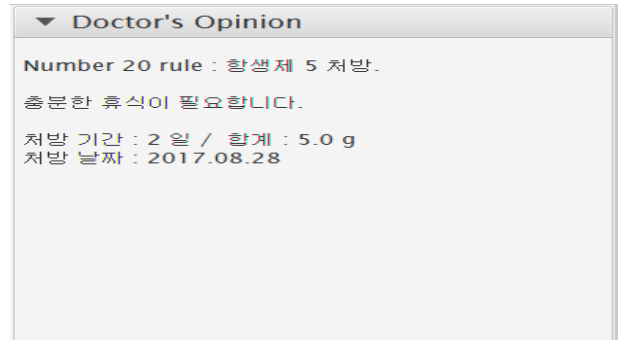 Doctor's Opinion
Number 20 rule : 항생제 5 처방.
충분한 휴식이 필요합니다.
처방 기간 : 2 일 / 합계 : 5.0 g
처방 날짜 : 2017.08.28